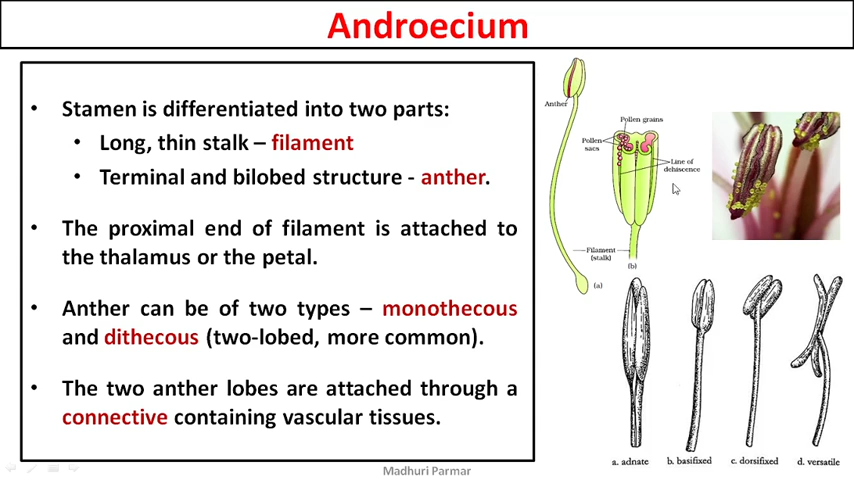 Androecium
• Stamen is differentiated into two parts:
• Long, thin stalk – filament
• Terminal and bilobed structure - anther.
• The proximal end of filament is attached to
the thalamus or the petal.
• Anther can be of two types – monothecous
and dithecous (two-lobed, more common).
• The two anther lobes are attached through a
connective containing vascular tissues.
Anther
Pollen grains
Pollen
sacs
Line of
dehiscence
Filament
(stalk)
(a)
(b)
a. adnate
b. basifixed
c. dorsifixed
d. versatile
Madhuri Parmar